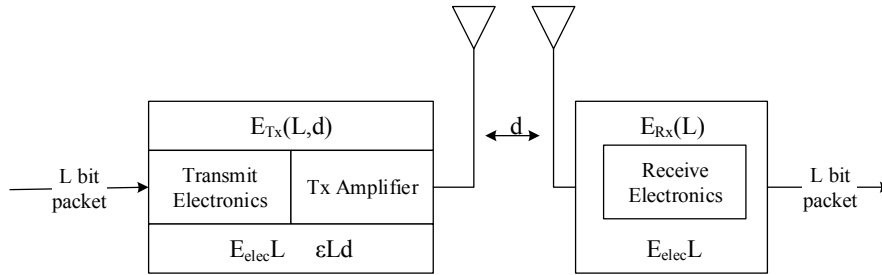 L bit
packet
E_Tx(L,d)
Transmit
Electronics
Tx Amplifier
E_elecL εLd
d
E_Rx(L)
Receive
Electronics
E_elecL
L bit
packet